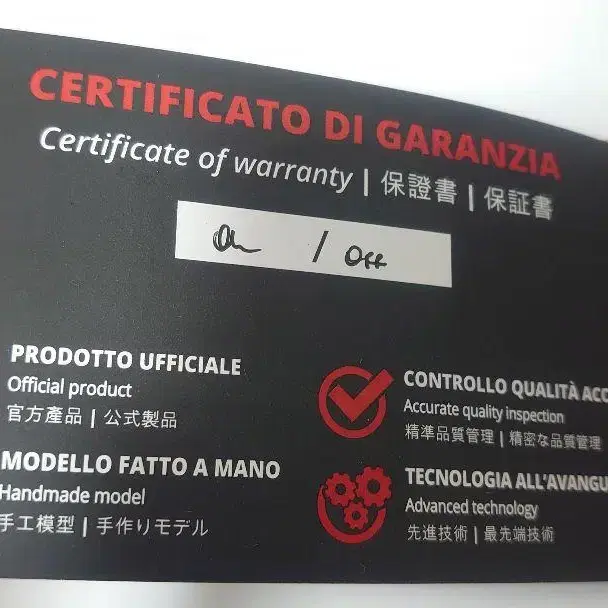 CERTIFICATO DI GARANZIA
Certificate of warranty | 保證書 | 保証書
On / Off
PRODOTTO UFFICIALE
Official product
官方產品 | 公式製品
CONTROLLO QUALITÀ ACC
Accurate quality inspection
精準品質管理 | 精密な品質管理
MODELLO FATTO A MANO
Handmade model
手工模型 | 手作りモデル
TECNOLOGIA ALL'AVANGU
Advanced technology
先進技術 | 最先端技術